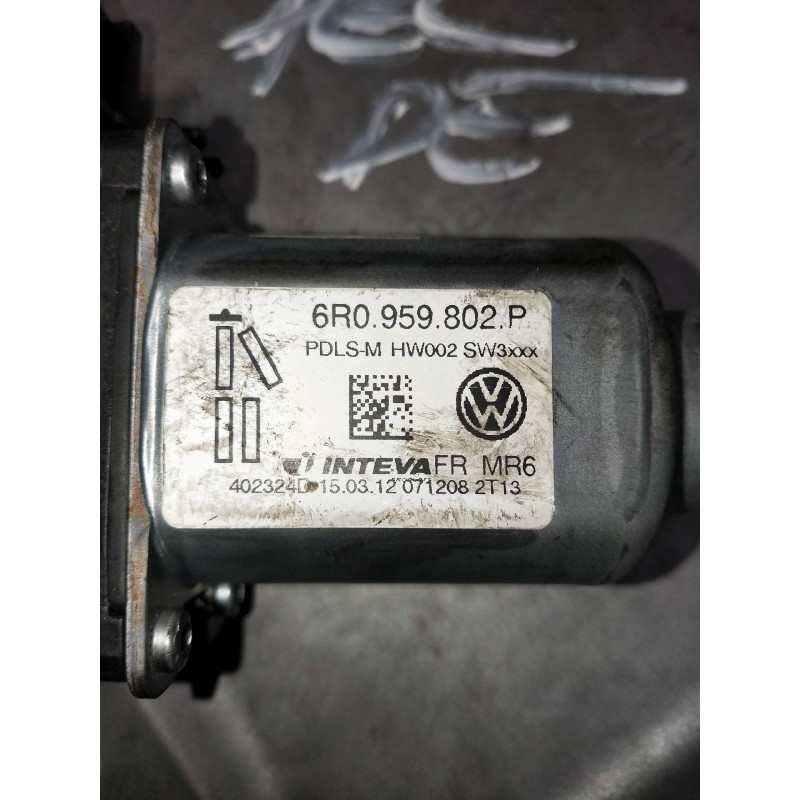 6R0.959.802.P
PDLS-M HW002 SW3xxx
INTEVA FR MR6
402324D 15.03.12 071208 2T13